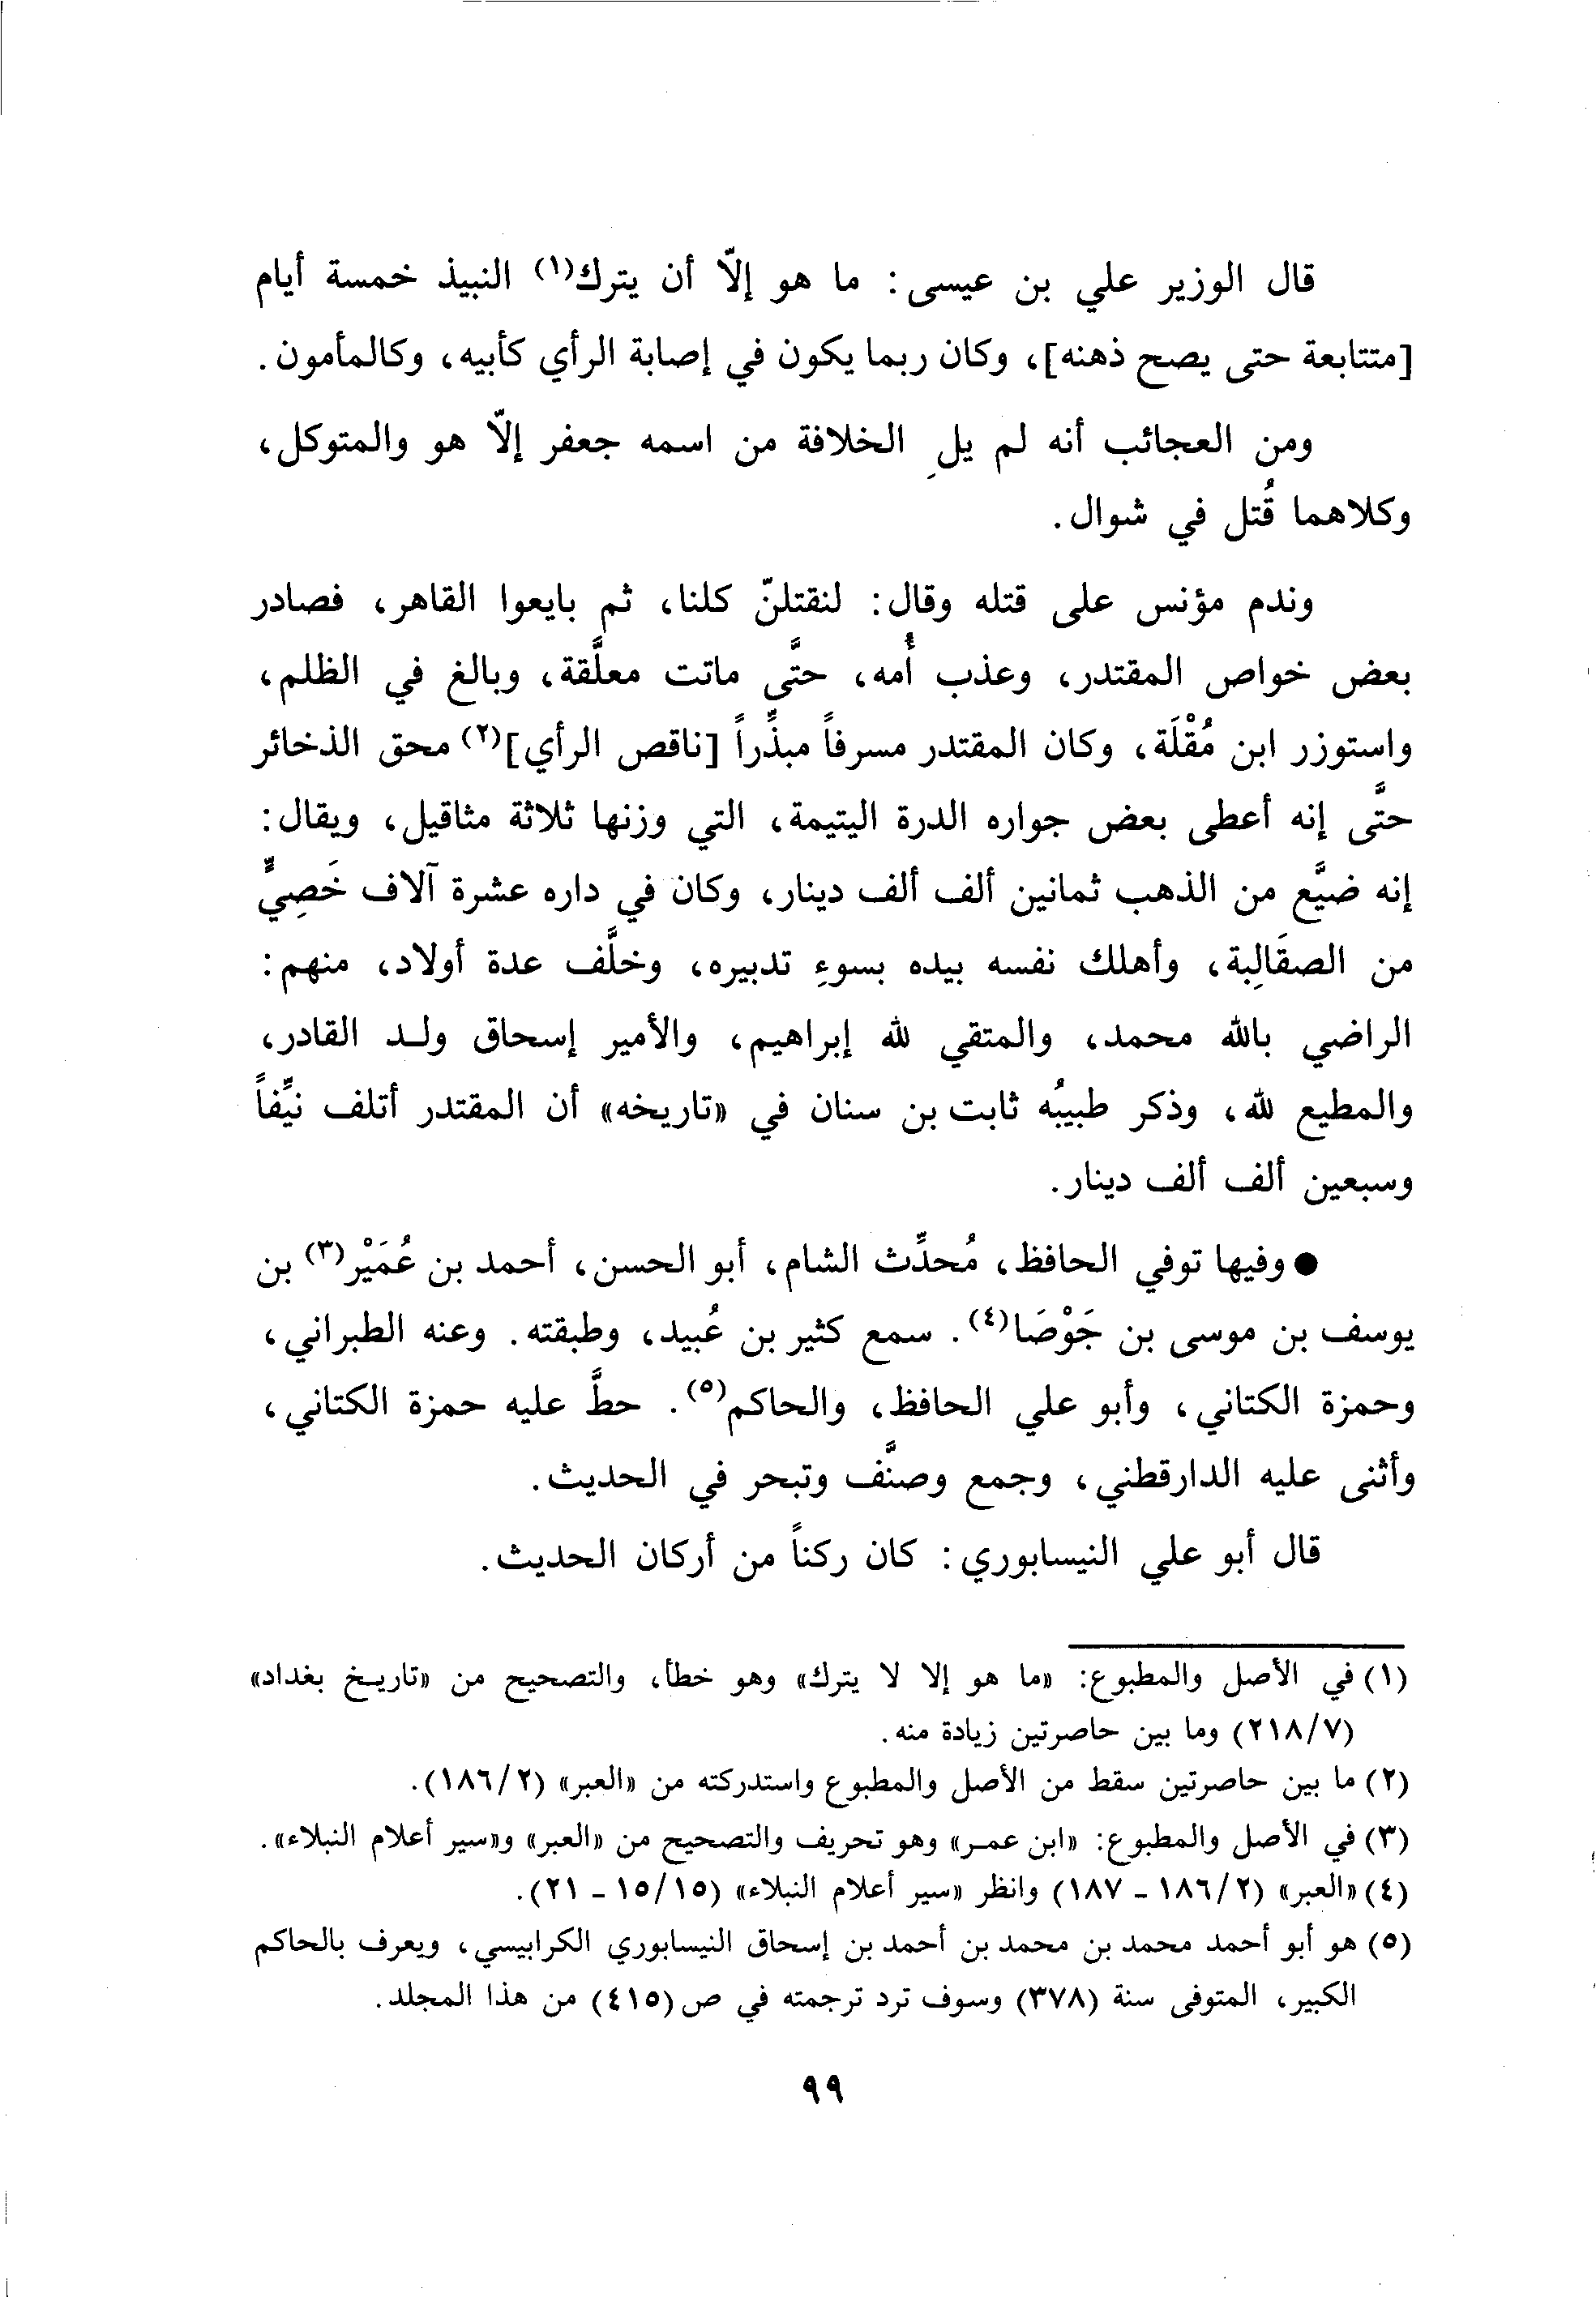 قال الوزير علي بن عيسى: ما هو إلّا أن يترك(١) النبيذ خمسة أيام
[متتابعة حتى يصح ذهنه]، وكان ربما يكون في إصابة الرأي كأبيه، وكالمأمون.
ومن العجائب أنه لم يلِ الخلافة من اسمه جعفر إلّا هو والمتوكل،
وكلاهما قُتل في شوال.
وندم مؤنس على قتله وقال: لنقتلنّ كلنا، ثم بايعوا القاهر، فصادر
بعض خواص المقتدر، وعذب أُمه، حتَّى ماتت معلَّقة، وبالغ في الظلم،
واستوزر ابن مُقْلَة، وكان المقتدر مسرفاً مبذِّراً [ناقص الرأي](٢) محق الذخائر
حتَّى إنه أعطى بعض جواره الدرة اليتيمة، التي وزنها ثلاثة مثاقيل، ويقال:
إنه ضيَّع من الذهب ثمانين ألف ألف دينار، وكان في داره عشرة آلاف خَصِيٍّ
من الصقَالِبة، وأهلك نفسه بيده بسوءِ تدبيره، وخلَّف عدة أولاد، منهم:
الراضي بالله محمد، والمتقي لله إبراهيم، والأمير إسحاق ولـد القادر،
والمطيع لله، وذكر طبيبُه ثابت بن سنان في «تاريخه» أن المقتدر أتلف نيِّفاً
وسبعين ألف ألف دينار.
● وفيها توفي الحافظ، مُحدِّث الشام، أبو الحسن، أحمد بن عُمَيْر(٣) بن
يوسف بن موسى بن جَوْصَا(٤). سمع كثير بن عُبيد، وطبقته. وعنه الطبراني،
وحمزة الكتاني، وأبو علي الحافظ، والحاكم(٥). حطَّ عليه حمزة الكتاني،
وأثنى عليه الدارقطني، وجمع وصنَّف وتبحر في الحديث.
قال أبو علي النيسابوري: كان ركناً من أركان الحديث.
(١) في الأصل والمطبوع: «ما هو إلا لا يترك» وهو خطأ، والتصحيح من «تاريـخ بغداد»
(٢١٨/٧) وما بين حاصرتين زيادة منه.
(٢) ما بين حاصرتين سقط من الأصل والمطبوع واستدركته من «العبر» (١٨٦/٢).
(٣) في الأصل والمطبوع: «ابن عمـر» وهو تحريف والتصحيح من «العبر» و«سير أعلام النبلاء».
(٤) «العبر» (١٨٦/٢ - ١٨٧) وانظر «سير أعلام النبلاء» (١٥/١٥ - ٢١).
(٥) هو أبو أحمد محمد بن محمد بن أحمد بن إسحاق النيسابوري الكرابيسي، ويعرف بالحاكم
الكبير، المتوفى سنة (٣٧٨) وسوف ترد ترجمته في ص (٤١٥) من هذا المجلد.
٩٩